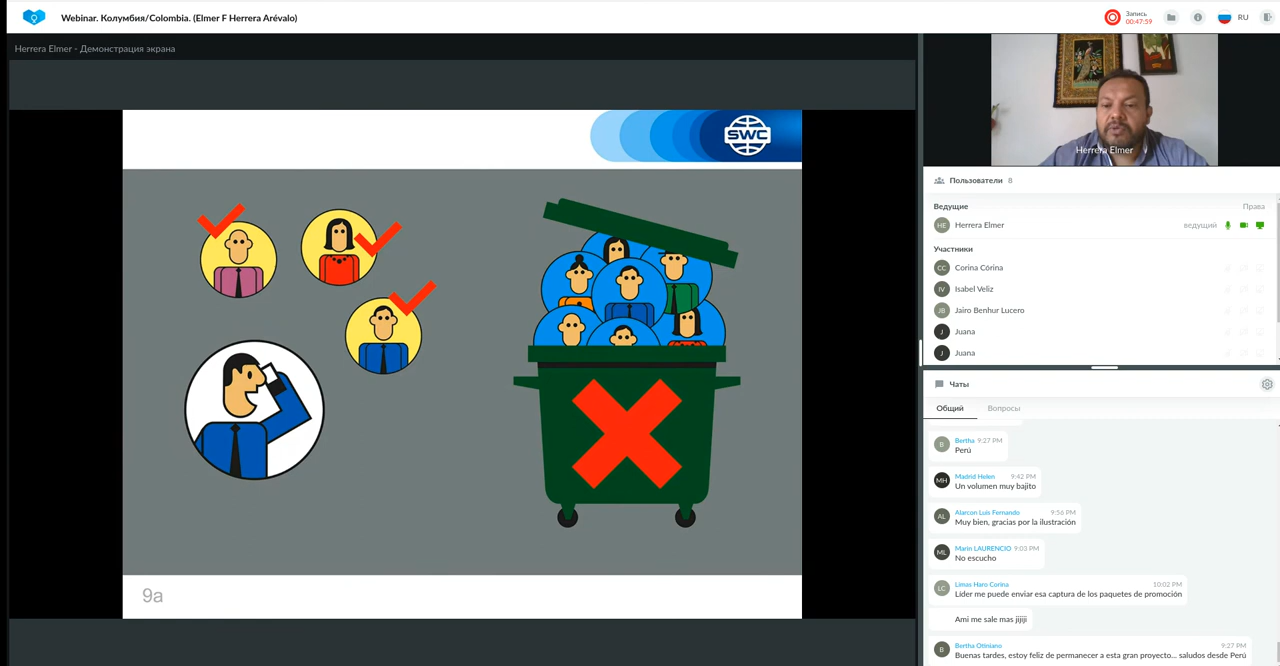 Webinar. Колумбия/Colombia. (Elmer F Herrera Arévalo)
Запись
00:47:59
RU
Herrera Elmer - Демонстрация экрана
SWC
9a
Herrera Elmer
Пользователи 8
Ведущие Права
HE Herrera Elmer ведущий
Участники
CC Corina Córina
IV Isabel Veliz
JB Jairo Benhur Lucero
J Juana
J Juana
Чаты
Общий Вопросы
B Bertha 9:27 PM
Perú
MH Madrid Helen 9:42 PM
Un volumen muy bajito
AL Alarcon Luis Fernando 9:56 PM
Muy bien, gracias por la ilustración
ML Marin LAURENCIO 9:03 PM
No escucho
LC Limas Haro Corina 10:02 PM
Líder me puede enviar esa captura de los paquetes de promoción
Ami me sale mas jijiji
B Bertha Otiniano 9:27 PM
Buenas tardes, estoy feliz de permanecer a esta gran proyecto... saludos desde Perú